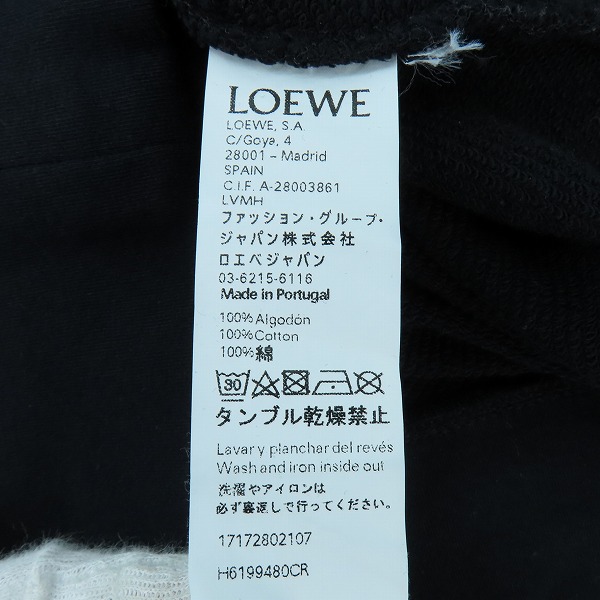 LOEWE
LOEWE, S.A.
C/Goya, 4
28001 – Madrid
SPAIN
C.I.F. A-28003861
LVMH
ファッション・グループ・
ジャパン株式会社
ロエベジャパン
03-6215-6116
Made in Portugal
100% Algodón
100% Cotton
100% 綿
30
タンブル乾燥禁止
Lavar y planchar del revés
Wash and iron inside out
洗濯やアイロンは
必ず裏返しで行ってください。
17172802107
H6199480CR